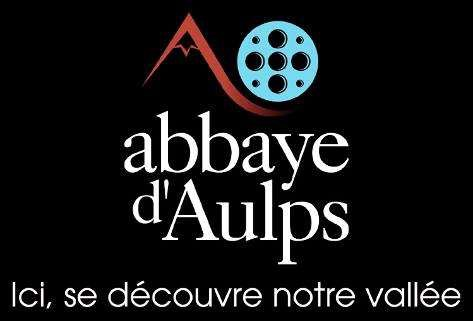 abbaye
d'Aulps
Ici, se découvre notre vallée